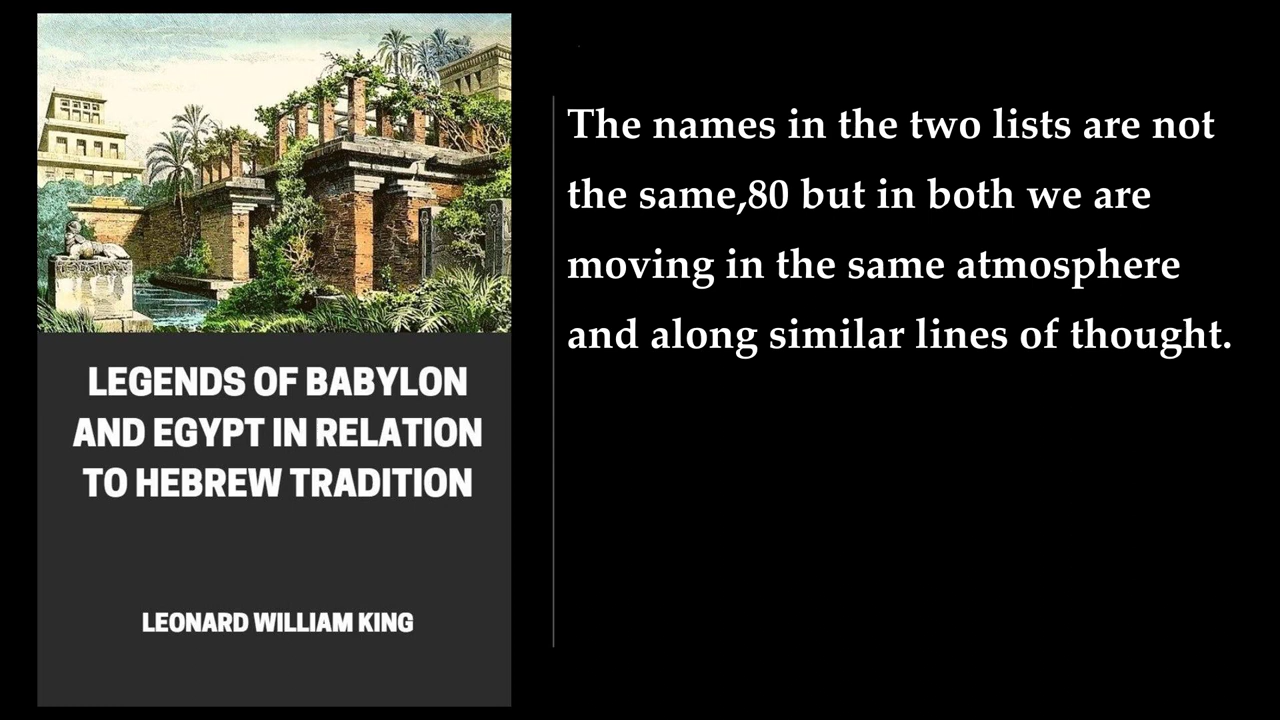 LEGENDS OF BABYLON
AND EGYPT IN RELATION
TO HEBREW TRADITION
LEONARD WILLIAM KING
The names in the two lists are not
the same,80 but in both we are
moving in the same atmosphere
and along similar lines of thought.